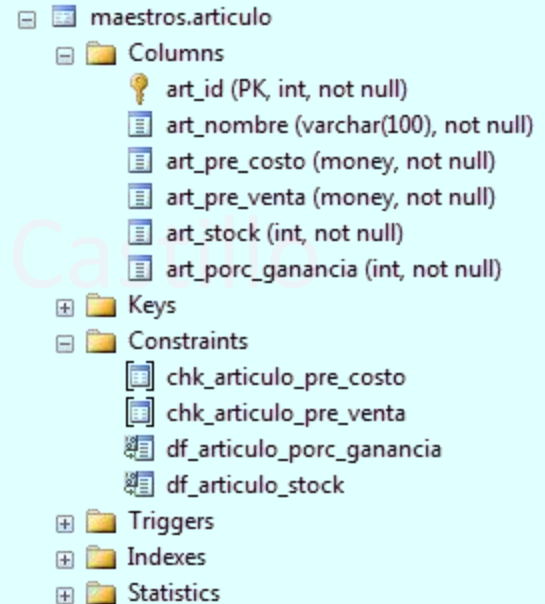 maestros.articulo
Columns
art_id (PK, int, not null)
art_nombre (varchar(100), not null)
art_pre_costo (money, not null)
art_pre_venta (money, not null)
art_stock (int, not null)
art_porc_ganancia (int, not null)
Castillo
Keys
Constraints
chk_articulo_pre_costo
chk_articulo_pre_venta
df_articulo_porc_ganancia
df_articulo_stock
Triggers
Indexes
Statistics